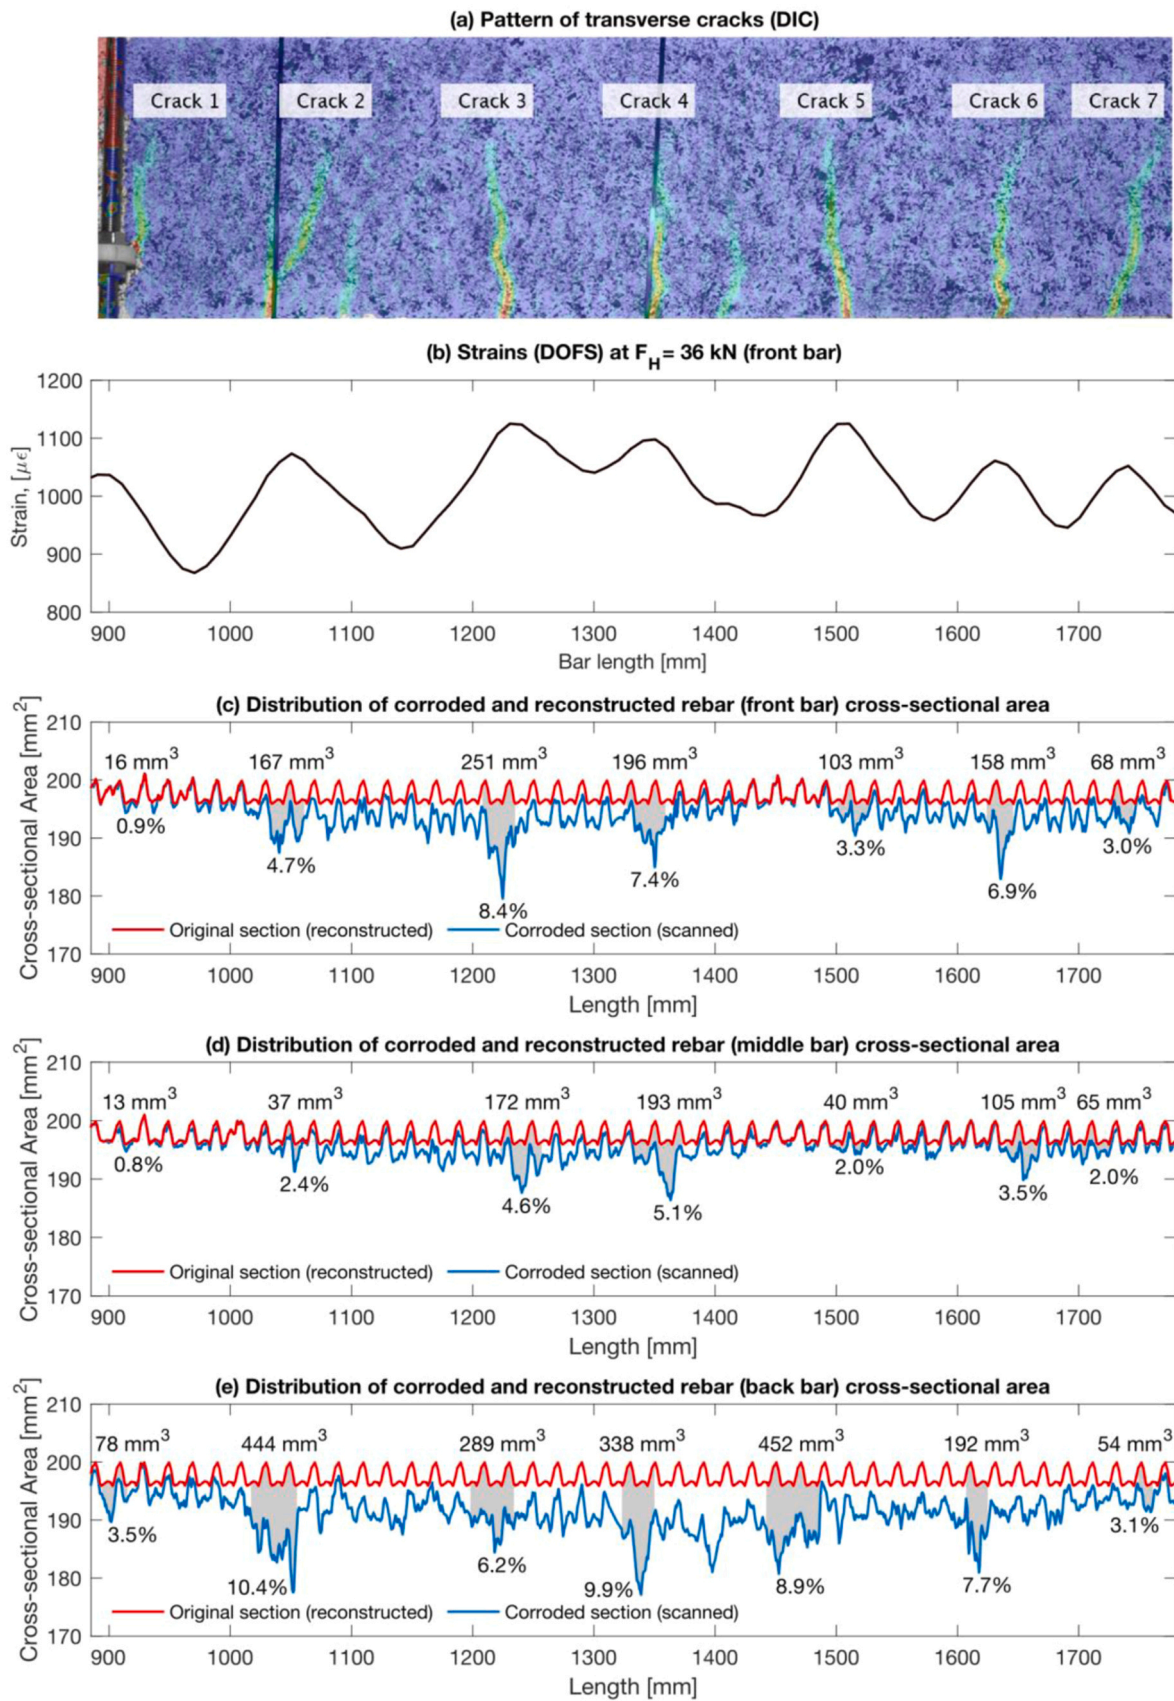 (a) Pattern of transverse cracks (DIC)
Crack 1 Crack 2 Crack 3 Crack 4 Crack 5 Crack 6 Crack 7
(b) Strains (DOFS) at F_H = 36 kN (front bar)
Strain, [με]
1200
1100
1000
900
800
900 1000 1100 1200 1300 1400 1500 1600 1700
Bar length [mm]
(c) Distribution of corroded and reconstructed rebar (front bar) cross-sectional area
Cross-sectional Area [mm²]
210
200
190
180
170
16 mm³ 167 mm³ 251 mm³ 196 mm³ 103 mm³ 158 mm³ 68 mm³
0.9% 4.7% 8.4% 7.4% 3.3% 6.9% 3.0%
Original section (reconstructed) Corroded section (scanned)
900 1000 1100 1200 1300 1400 1500 1600 1700
Length [mm]
(d) Distribution of corroded and reconstructed rebar (middle bar) cross-sectional area
Cross-sectional Area [mm²]
210
200
190
180
170
13 mm³ 37 mm³ 172 mm³ 193 mm³ 40 mm³ 105 mm³ 65 mm³
0.8% 2.4% 4.6% 5.1% 2.0% 3.5% 2.0%
Original section (reconstructed) Corroded section (scanned)
900 1000 1100 1200 1300 1400 1500 1600 1700
Length [mm]
(e) Distribution of corroded and reconstructed rebar (back bar) cross-sectional area
Cross-sectional Area [mm²]
210
200
190
180
170
78 mm³ 444 mm³ 289 mm³ 338 mm³ 452 mm³ 192 mm³ 54 mm³
3.5% 10.4% 6.2% 9.9% 8.9% 7.7% 3.1%
Original section (reconstructed) Corroded section (scanned)
900 1000 1100 1200 1300 1400 1500 1600 1700
Length [mm]